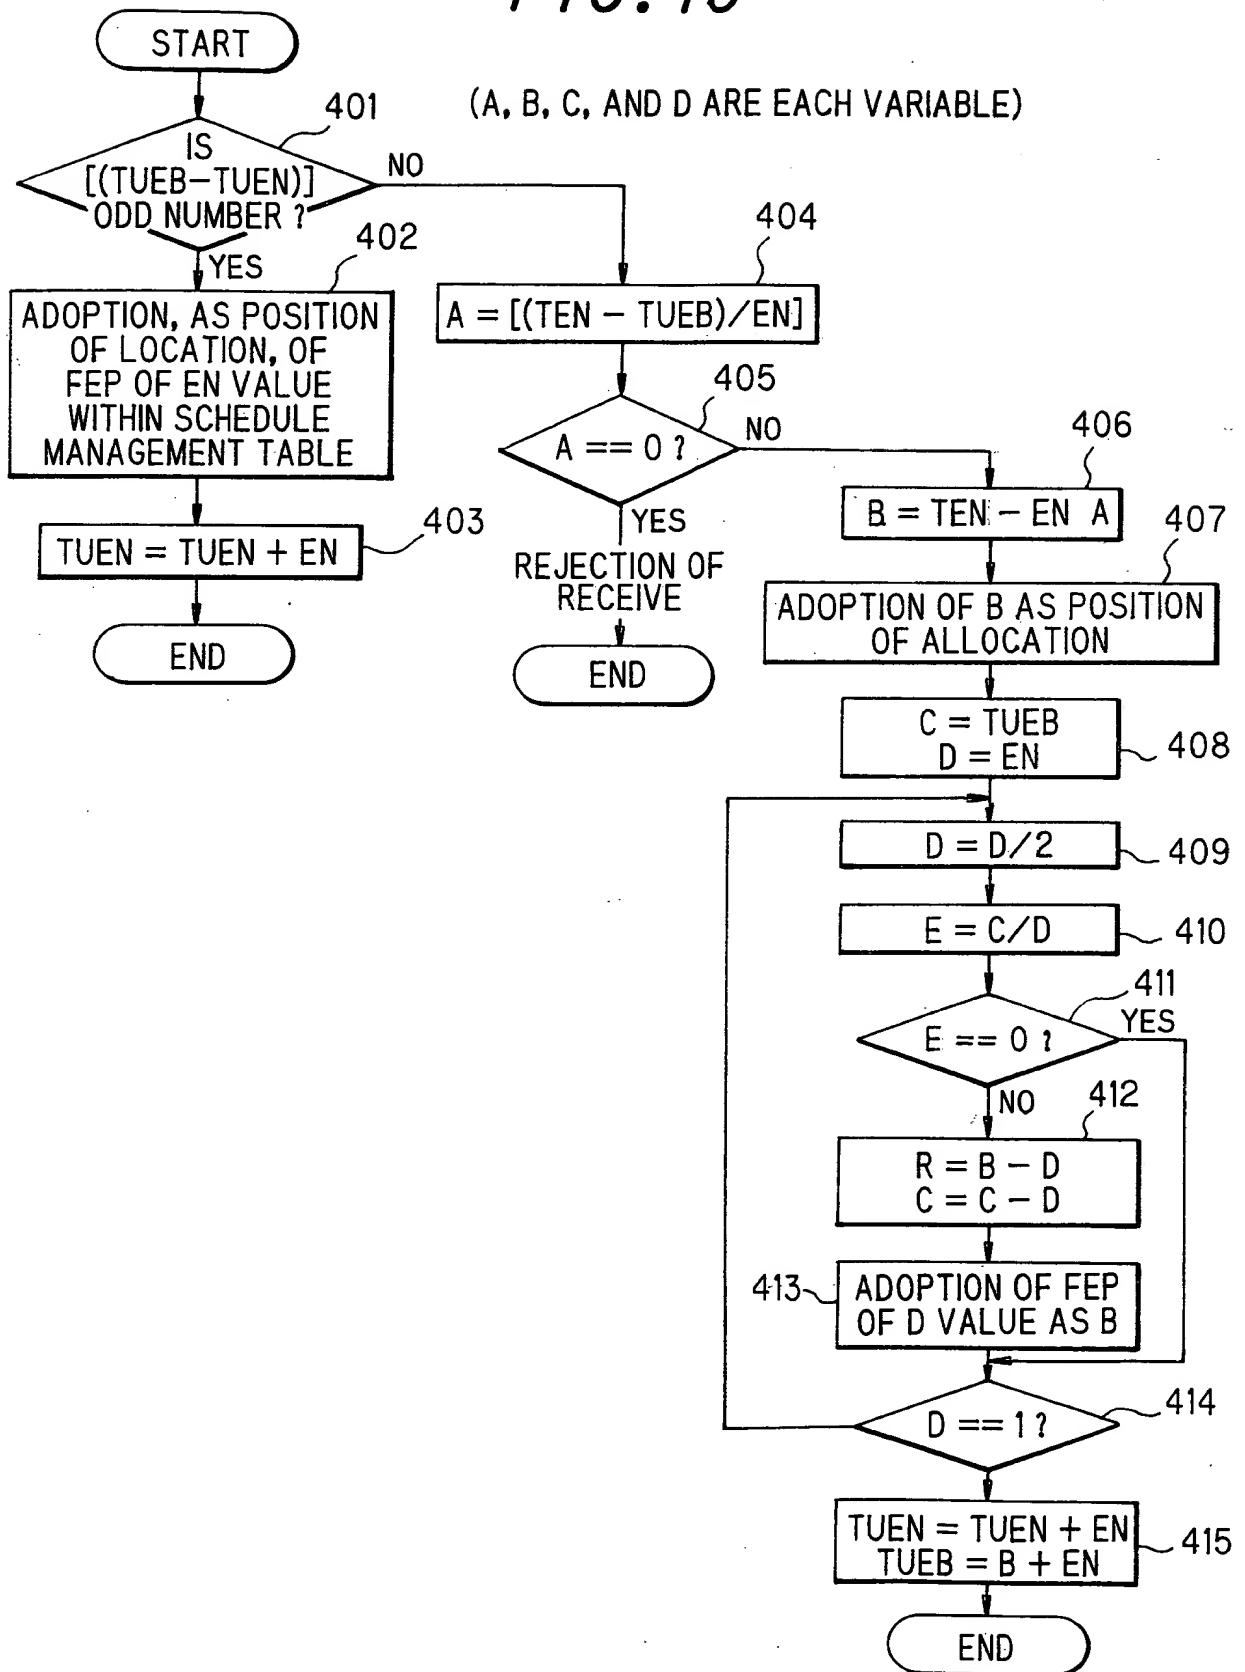 START
(A, B, C, AND D ARE EACH VARIABLE)
401
IS
[(TUEB-TUEN)]
ODD NUMBER ?
NO
YES
402
ADOPTION, AS POSITION
OF LOCATION, OF
FEP OF EN VALUE
WITHIN SCHEDULE
MANAGEMENT TABLE
TUEN = TUEN + EN
403
END
404
A = [(TEN - TUEB)/EN]
405
A == 0 ?
NO
YES
REJECTION OF
RECEIVE
END
406
B = TEN - EN A
407
ADOPTION OF B AS POSITION
OF ALLOCATION
C = TUEB
D = EN
408
D = D/2
409
E = C/D
410
411
E == 0 ?
YES
NO
412
R = B - D
C = C - D
413
ADOPTION OF FEP
OF D VALUE AS B
D == 1 ?
414
TUEN = TUEN + EN
TUEB = B + EN
415
END